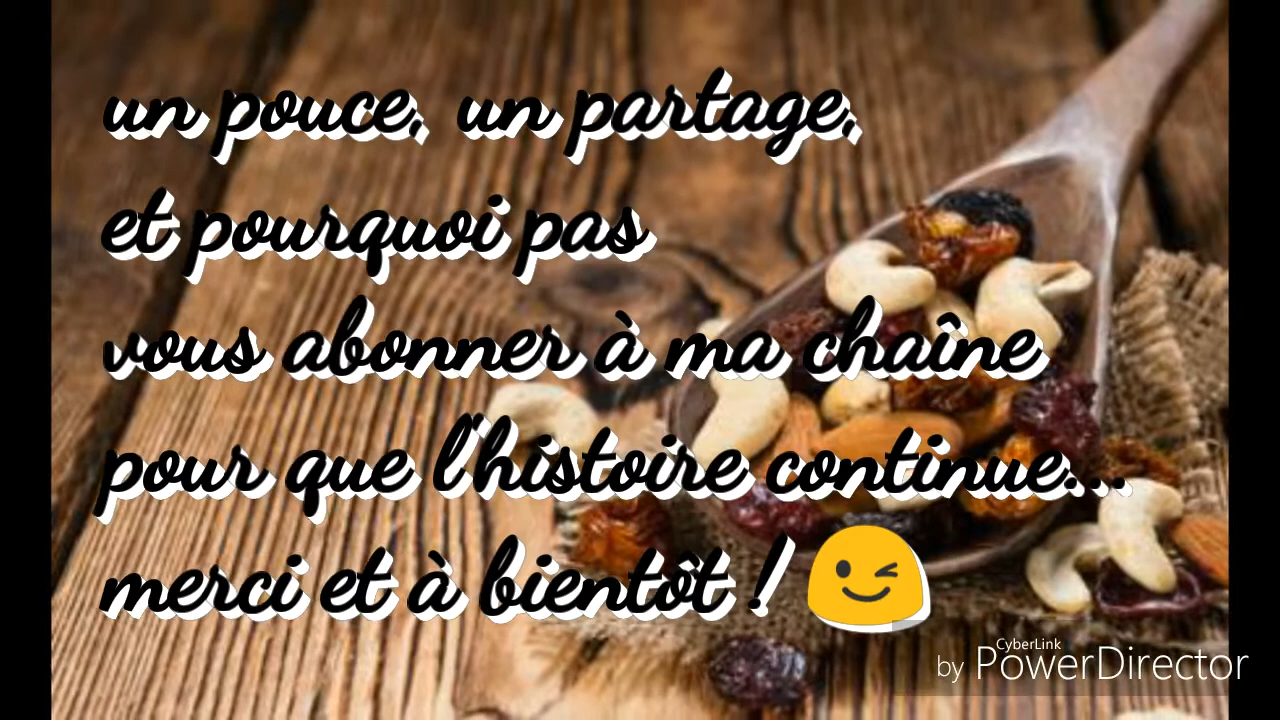 un pouce, un partage,
et pourquoi pas
vous abonner à ma chaîne
pour que l'histoire continue...
merci et à bientôt ! 😉
by CyberLink PowerDirector